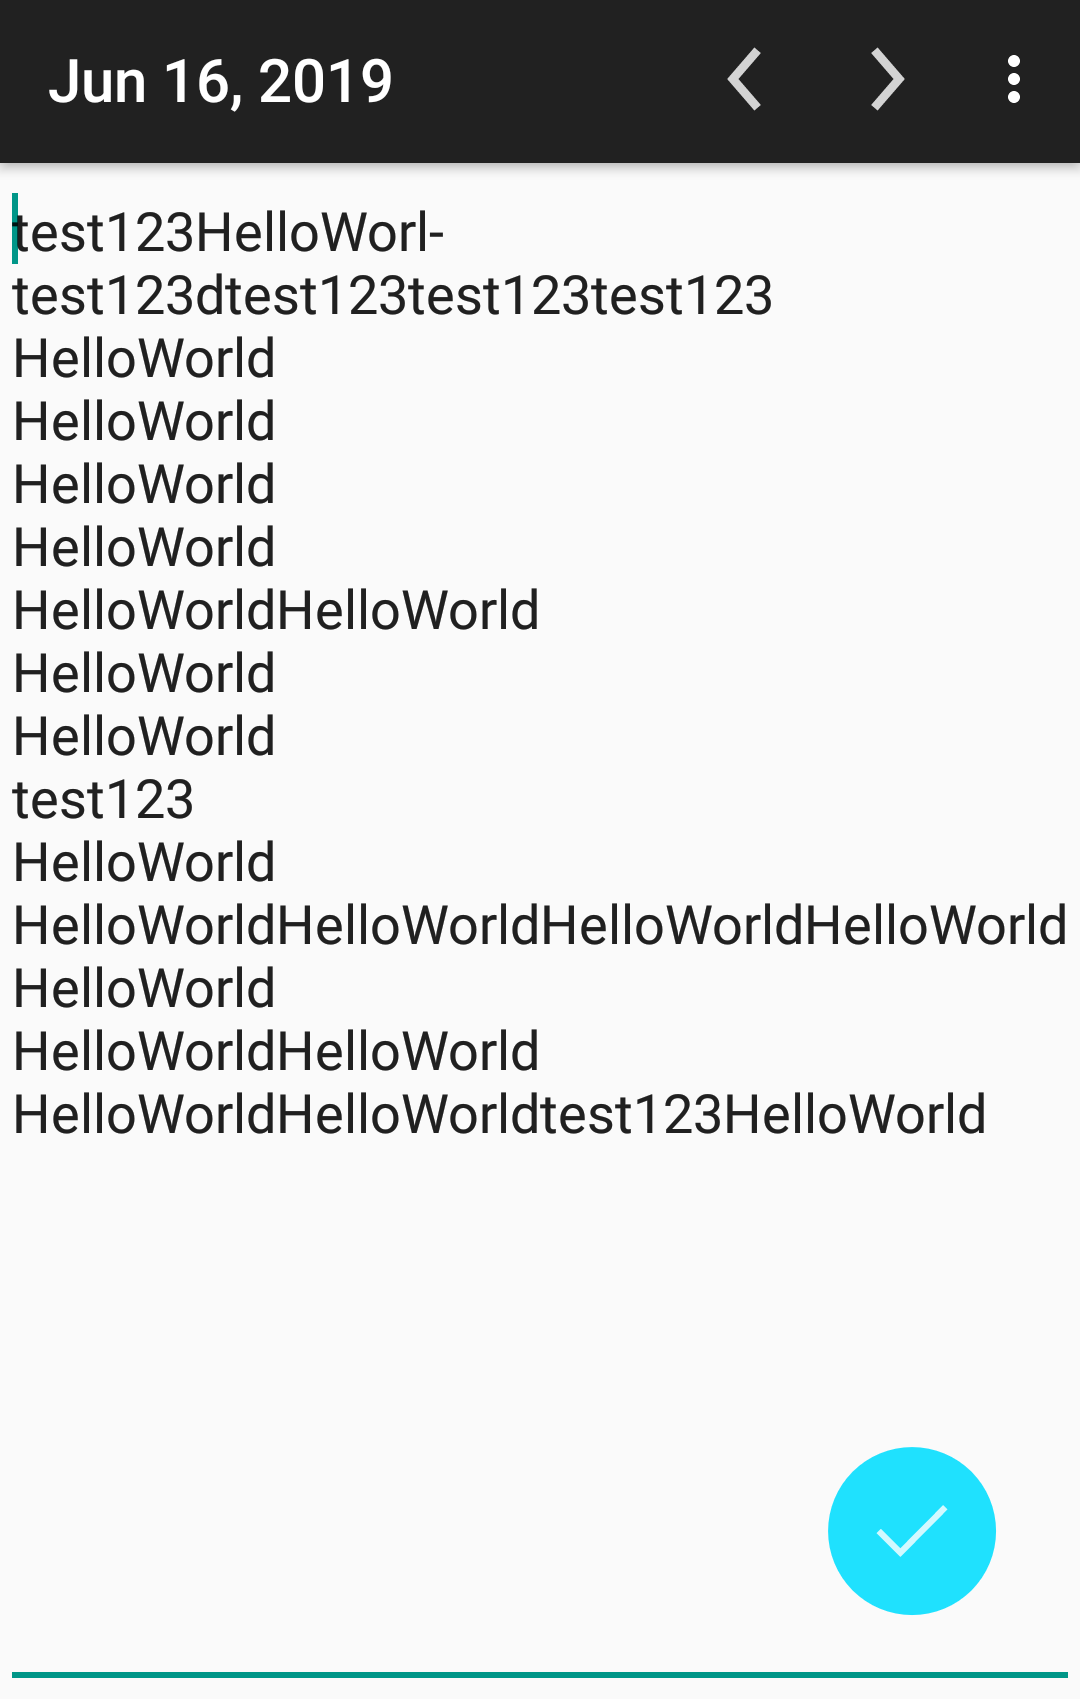 Jun 16, 2019
test123HelloWorl-
test123dtest123test123test123
HelloWorld
HelloWorld
HelloWorld
HelloWorld
HelloWorldHelloWorld
HelloWorld
HelloWorld
test123
HelloWorld
HelloWorldHelloWorldHelloWorldHelloWorld
HelloWorld
HelloWorldHelloWorld
HelloWorldHelloWorldtest123HelloWorld